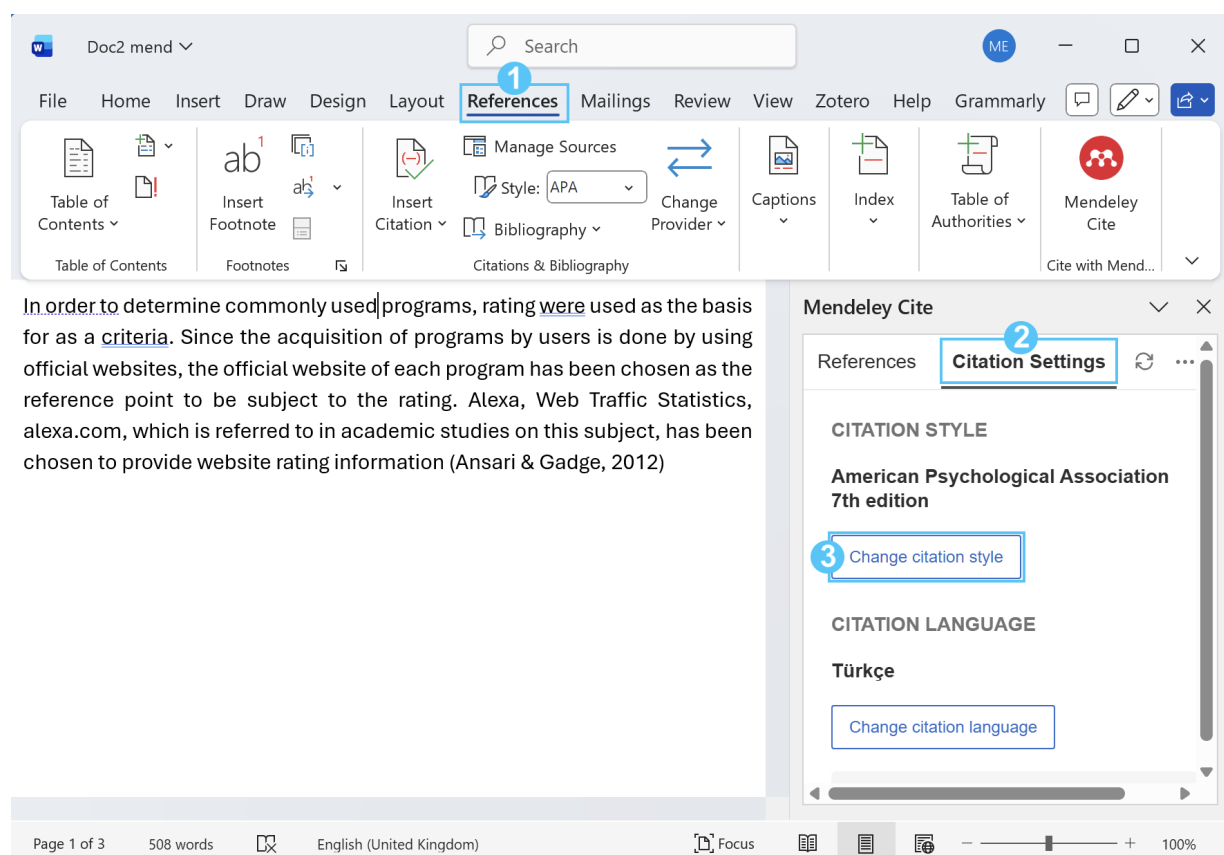 Doc2 mend
Search
ME
1
File Home Insert Draw Design Layout References Mailings Review View Zotero Help Grammarly
Table of
Contents
ab1
Insert
Footnote
ab1
Insert
Citation
Manage Sources
Style: APA
Bibliography
Change
Provider
Captions
Index
Table of
Authorities
Mendeley
Cite
Table of Contents
Footnotes
Citations & Bibliography
Cite with Mend...
In order to determine commonly used programs, rating were used as the basis
for as a criteria. Since the acquisition of programs by users is done by using
official websites, the official website of each program has been chosen as the
reference point to be subject to the rating. Alexa, Web Traffic Statistics,
alexa.com, which is referred to in academic studies on this subject, has been
chosen to provide website rating information (Ansari & Gadge, 2012)
Mendeley Cite
2
References Citation Settings
CITATION STYLE
American Psychological Association
7th edition
3 Change citation style
CITATION LANGUAGE
Türkçe
Change citation language
Page 1 of 3 508 words English (United Kingdom) Focus 100%